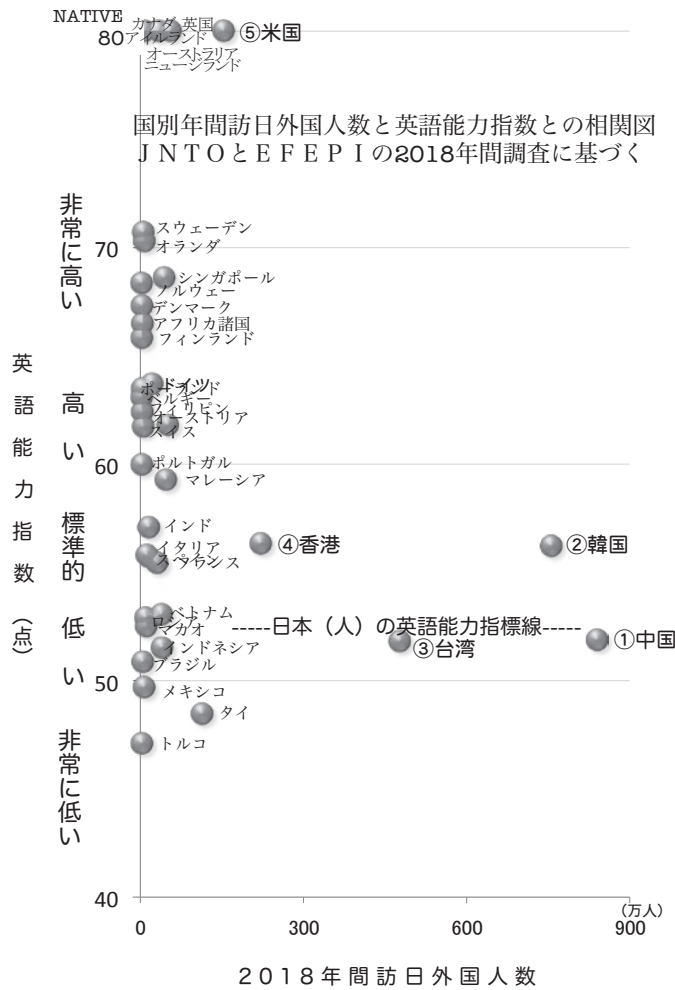 NATIVE
80
カナダ 英国
アイルランド
⑤米国
オーストラリア
ニュージランド
国別年間訪日外国人数と英語能力指数との相関図
ＪＮＴＯとＥＦＥＰＩの2018年間調査に基づく
非常に高い
スウェーデン
オランダ
70
シンガポール
ノルウェー
デンマーク
アフリカ諸国
フィンランド
英語能力指数（点）
高い
ドイツ
ポーランド
ベルギー
フィリピン
オーストリア
スイス
60
ポルトガル
マレーシア
標準的
インド
④香港
②韓国
イタリア
スペイン
フランス
低い
ベトナム
ロシア
マカオ
-----日本（人）の英語能力指標線-----
①中国
③台湾
インドネシア
ブラジル
50
メキシコ
タイ
非常に低い
トルコ
40
(万人)
0 300 600 900
2018年間訪日外国人数